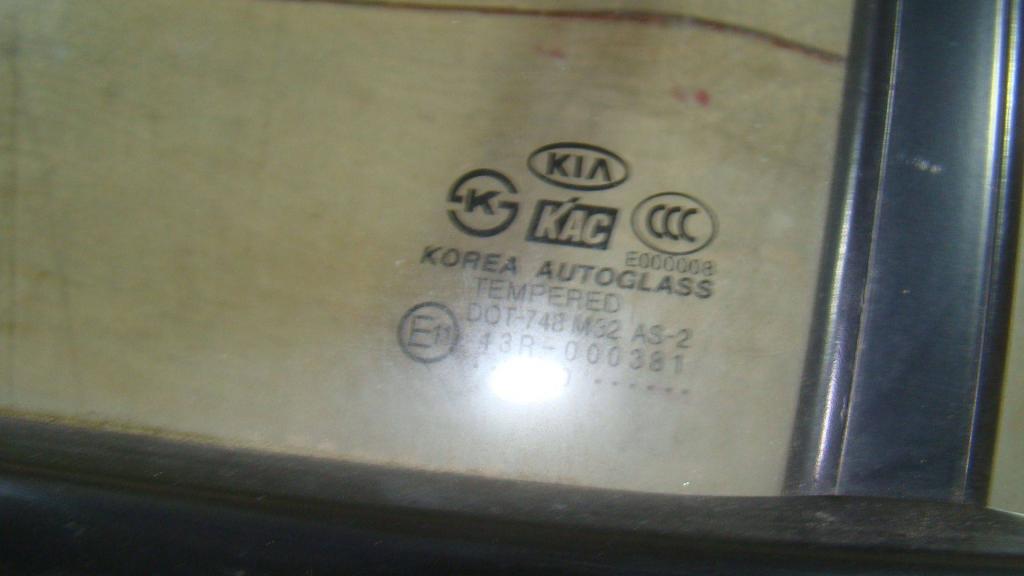 KIA
K
KAC
CCC
E000008
KOREA AUTOGLASS
TEMPERED
DOT-748 M32 AS-2
E11
43R-000381